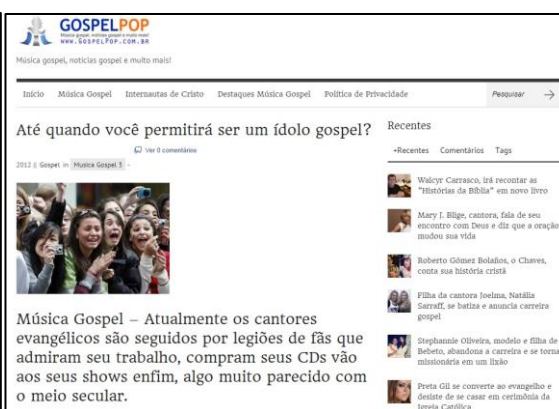 GOSPELPOP
Música gospel, notícias gospel e muito mais!
WWW.GOSPELPOP.COM.BR
Música gospel, notícias gospel e muito mais!
Início Música Gospel Internautas de Cristo Destaques Música Gospel Política de Privacidade
Pesquisar →
Até quando você permitirá ser um ídolo gospel?
Ver 0 comentários
2012 || Gospel in Musica Gospel 3 -
Música Gospel – Atualmente os cantores
evangélicos são seguidos por legiões de fãs que
admiram seu trabalho, compram seus CDs vão
aos seus shows enfim, algo muito parecido com
o meio secular.
Recentes
+Recentes Comentários Tags
Walcyr Carrasco, irá recontar as
"Histórias da Bíblia" em novo livro
Mary J. Blige, cantora, fala de seu
encontro com Deus e diz que a oração
mudou sua vida
Roberto Gómez Bolaños, o Chaves,
conta sua história cristã
Filha da cantora Joelma, Natália
Sarraff, se batiza e anuncia carreira
gospel
Stephannie Oliveira, modelo e filha de
Bebeto, abandona a carreira e se torna
missionária em um lixão
Preta Gil se converte ao evangelho e
desiste de se casar em cerimônia da
Igreja Católica